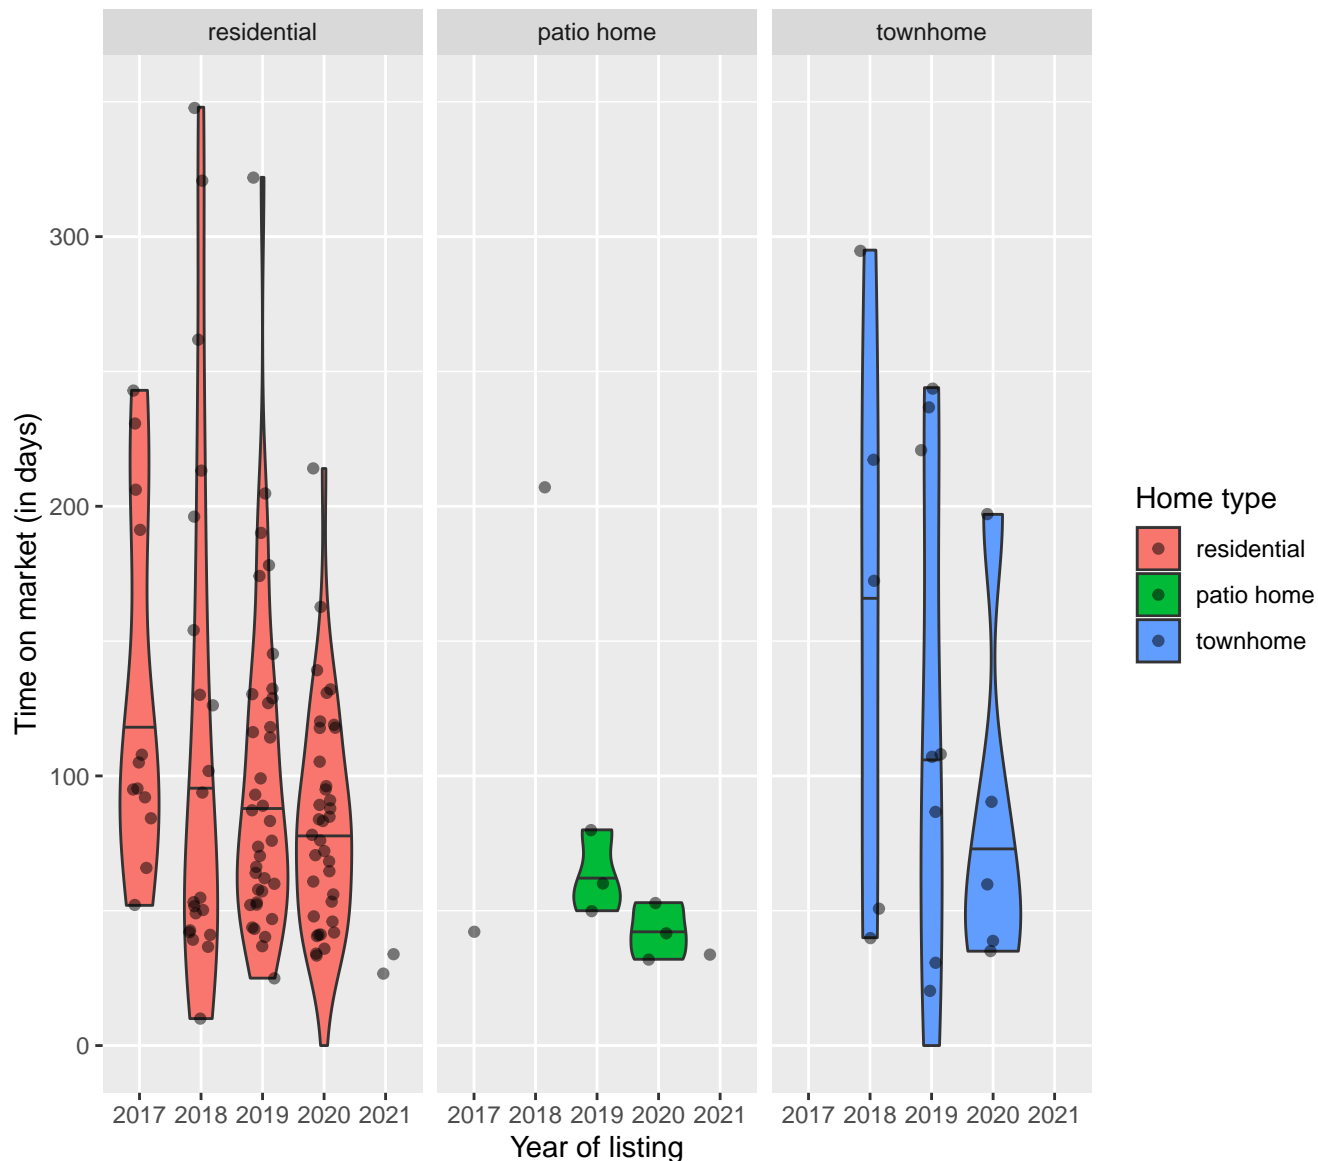 residential
patio home
townhome
300
200
100
0
Time on market (in days)
2017 2018 2019 2020 2021
2017 2018 2019 2020 2021
2017 2018 2019 2020 2021
Year of listing
Home type
residential
patio home
townhome